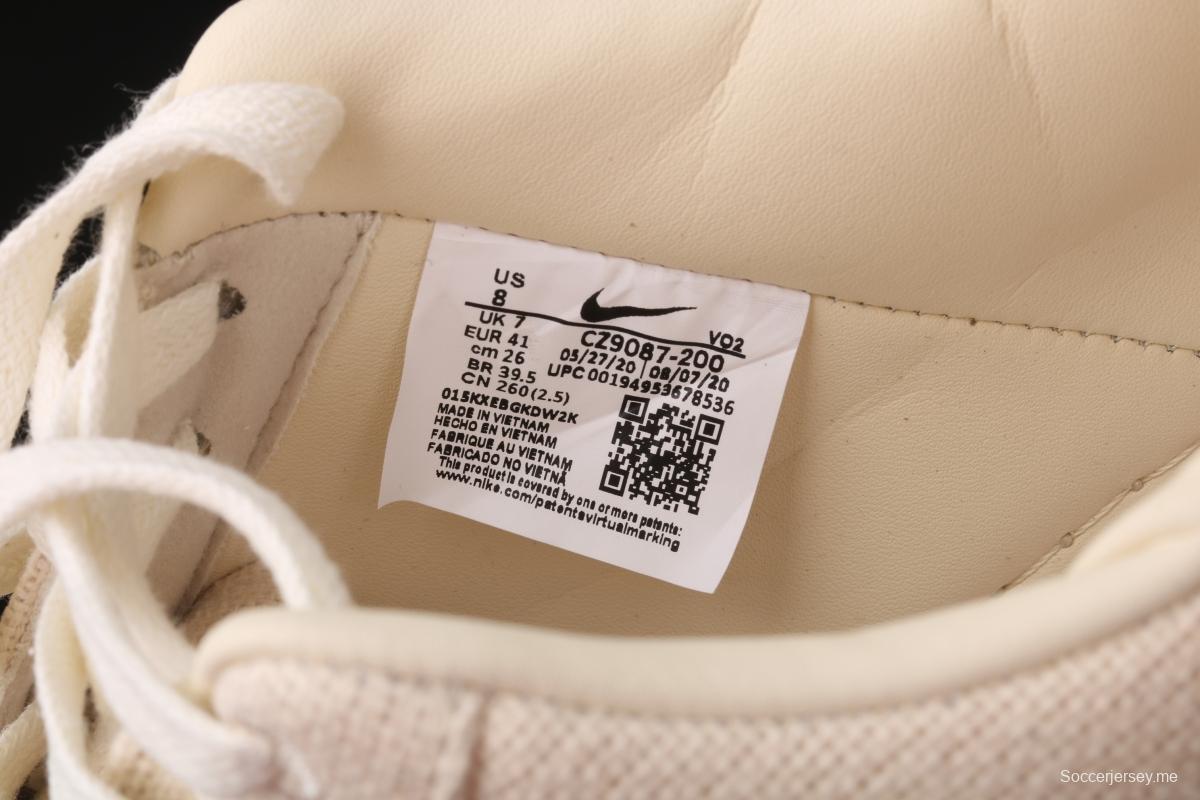 US
8
VO2
UK 7
CZ9087-200
EUR 41
05/27/20 | 08/07/20
cm 26
UPC 00194953678536
BR 39.5
CN 260(2.5)
015KXEBGKDW2K
MADE IN VIETNAM
HECHO EN VIETNAM
FABRIQUE AU VIETNAM
FABRICADO NO VIETNÃ
This product is covered by one or more patents:
www.nike.com/patentsvirtualmarking
Soccerjersey.me